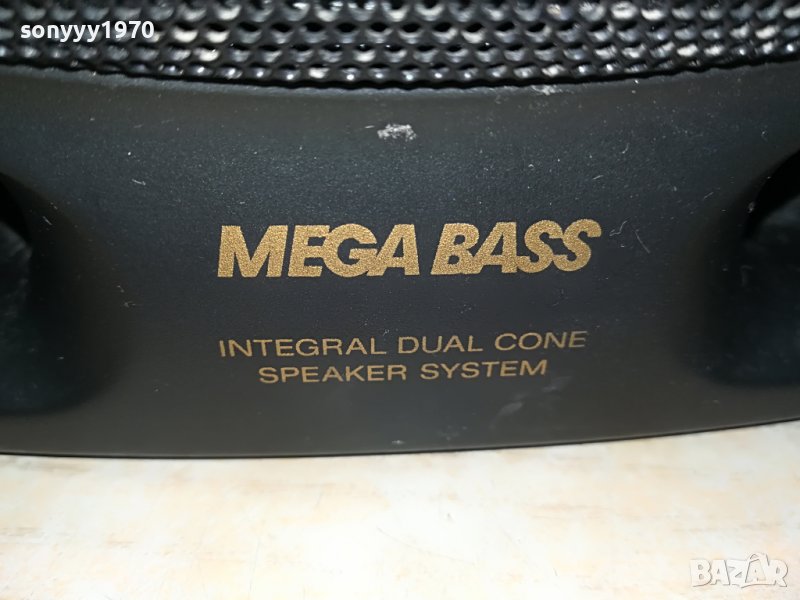 sonyyy1970
MEGA BASS
INTEGRAL DUAL CONE
SPEAKER SYSTEM
BAZAR